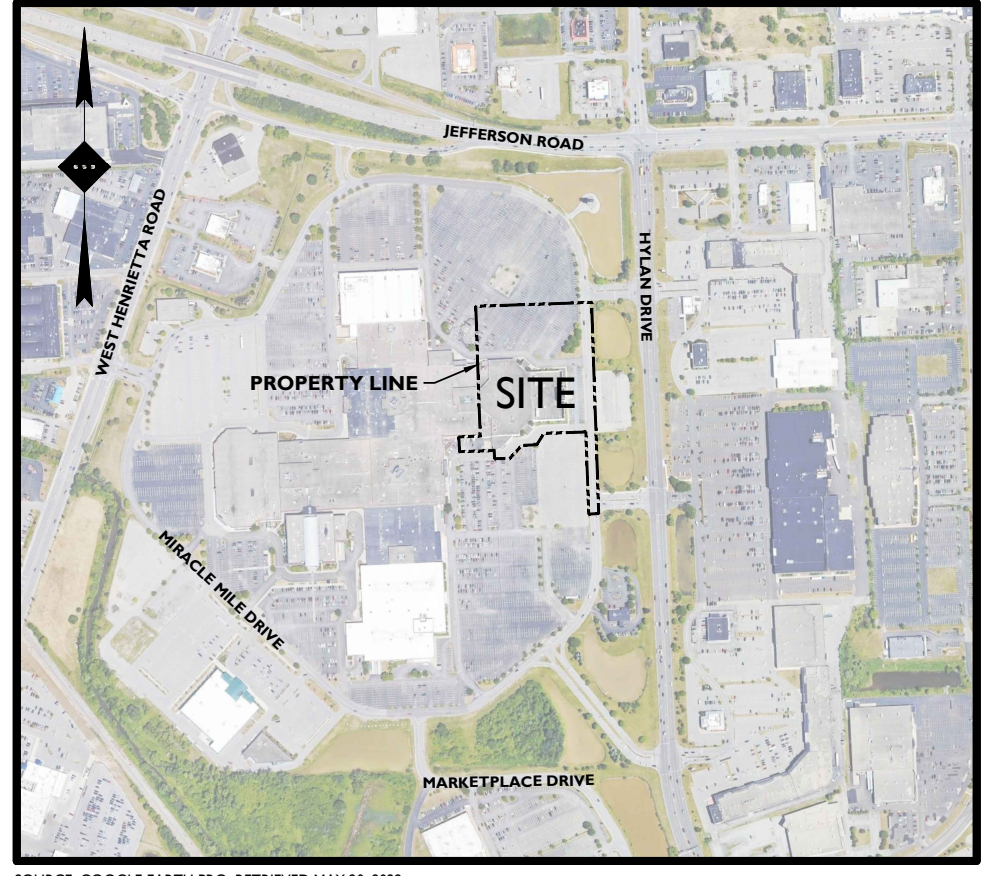 JEFFERSON ROAD
WEST HENRIETTA ROAD
HYLAN DRIVE
PROPERTY LINE
SITE
MIRACLE MILE DRIVE
MARKETPLACE DRIVE